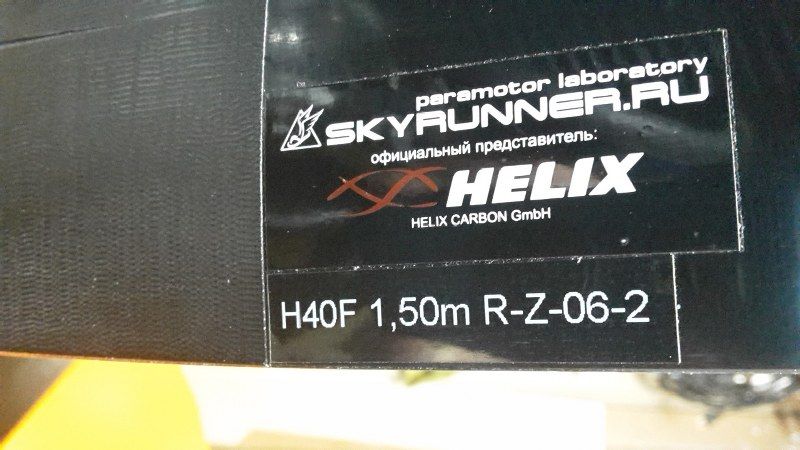 paramotor laboratory
SKYRUNNER.RU
официальный представитель:
HELIX
HELIX CARBON GmbH
H40F 1,50m R-Z-06-2